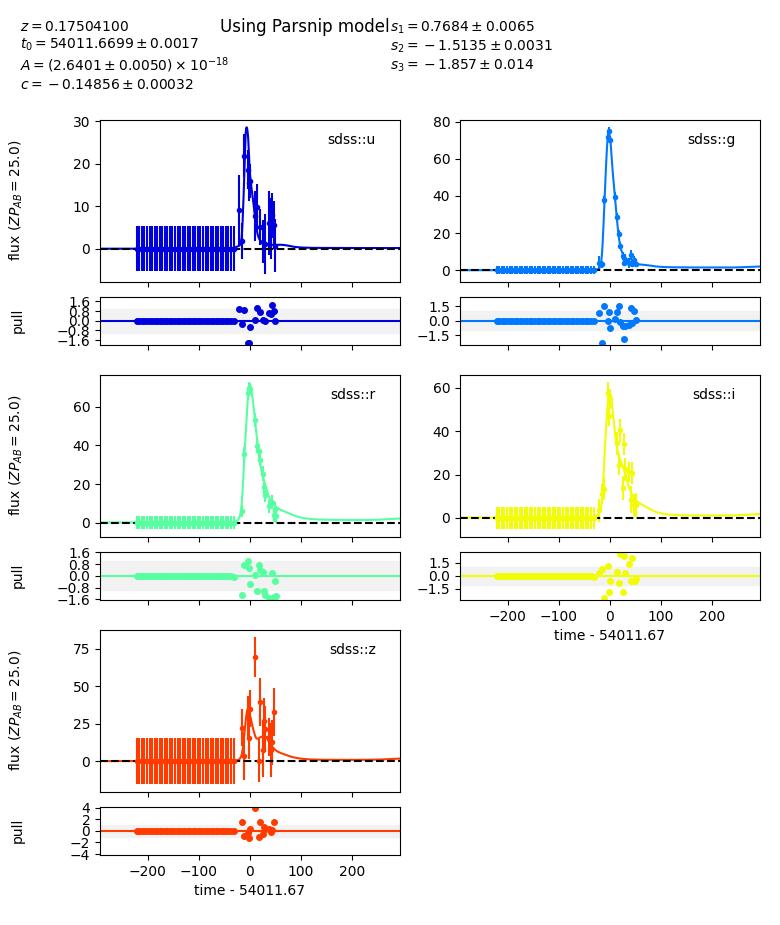 Using Parsnip model
z = 0.17504100
t0 = 54011.6699 ± 0.0017
A = (2.6401 ± 0.0050) × 10^−18
c = −0.14856 ± 0.00032
s1 = 0.7684 ± 0.0065
s2 = −1.5135 ± 0.0031
s3 = −1.857 ± 0.014
sdss::u
30
20
10
0
flux (ZP_AB = 25.0)
1.6
0.8
0.0
−0.8
−1.6
pull
sdss::g
80
60
40
20
0
1.5
0.0
−1.5
sdss::r
60
40
20
0
flux (ZP_AB = 25.0)
1.6
0.8
0.0
−0.8
−1.6
pull
sdss::i
60
40
20
0
1.5
0.0
−1.5
−200 −100 0 100 200
time - 54011.67
sdss::z
75
50
25
0
flux (ZP_AB = 25.0)
4
2
0
−2
−4
pull
−200 −100 0 100 200
time - 54011.67